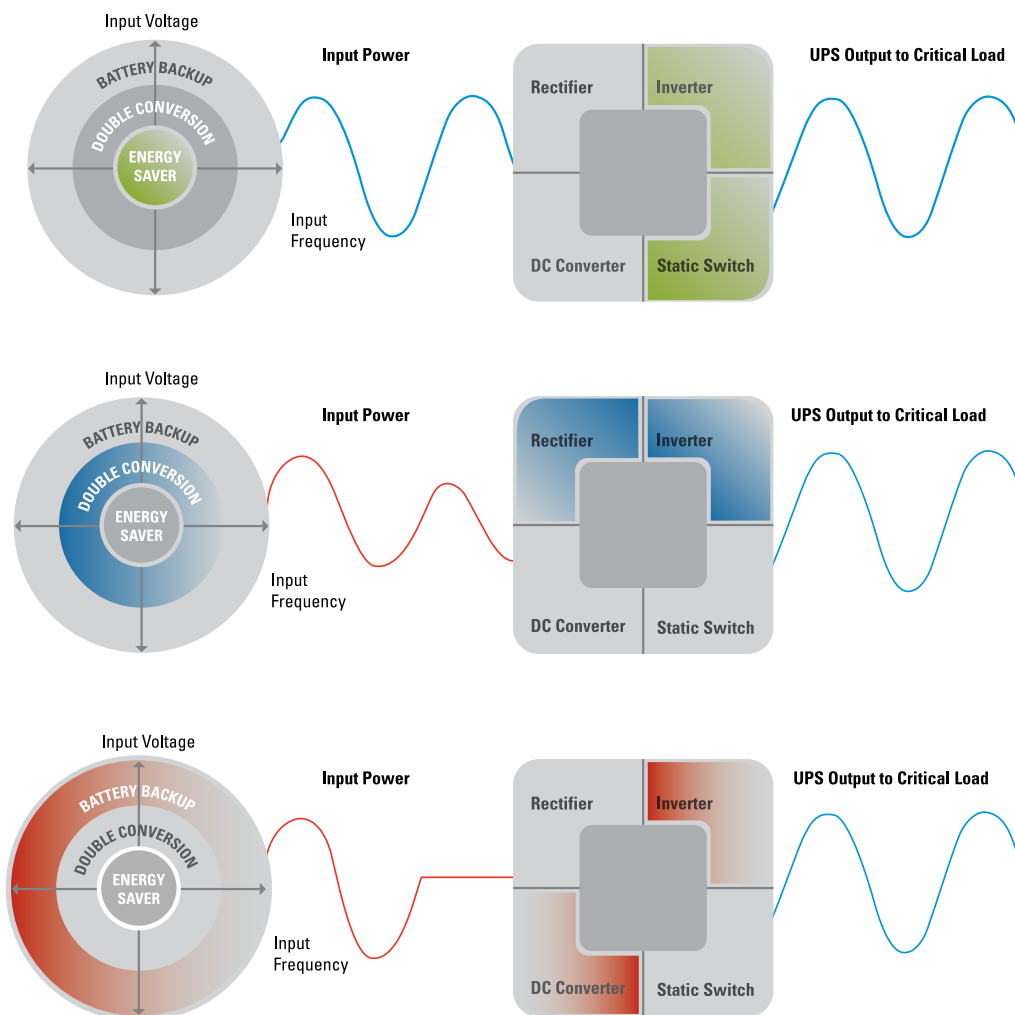 Input Voltage
BATTERY BACKUP
DOUBLE CONVERSION
ENERGY
SAVER
Input
Frequency
Input Power
Rectifier
Inverter
DC Converter
Static Switch
UPS Output to Critical Load
Input Voltage
BATTERY BACKUP
DOUBLE CONVERSION
ENERGY
SAVER
Input
Frequency
Input Power
Rectifier
Inverter
DC Converter
Static Switch
UPS Output to Critical Load
Input Voltage
BATTERY BACKUP
DOUBLE CONVERSION
ENERGY
SAVER
Input
Frequency
Input Power
Rectifier
Inverter
DC Converter
Static Switch
UPS Output to Critical Load